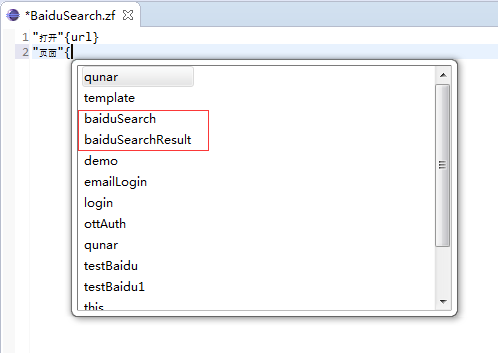 *BaiduSearch.zf
1 "打开"{url}
2 "页面"{
qunar
template
baiduSearch
baiduSearchResult
demo
emailLogin
login
ottAuth
qunar
testBaidu
testBaidu1
this